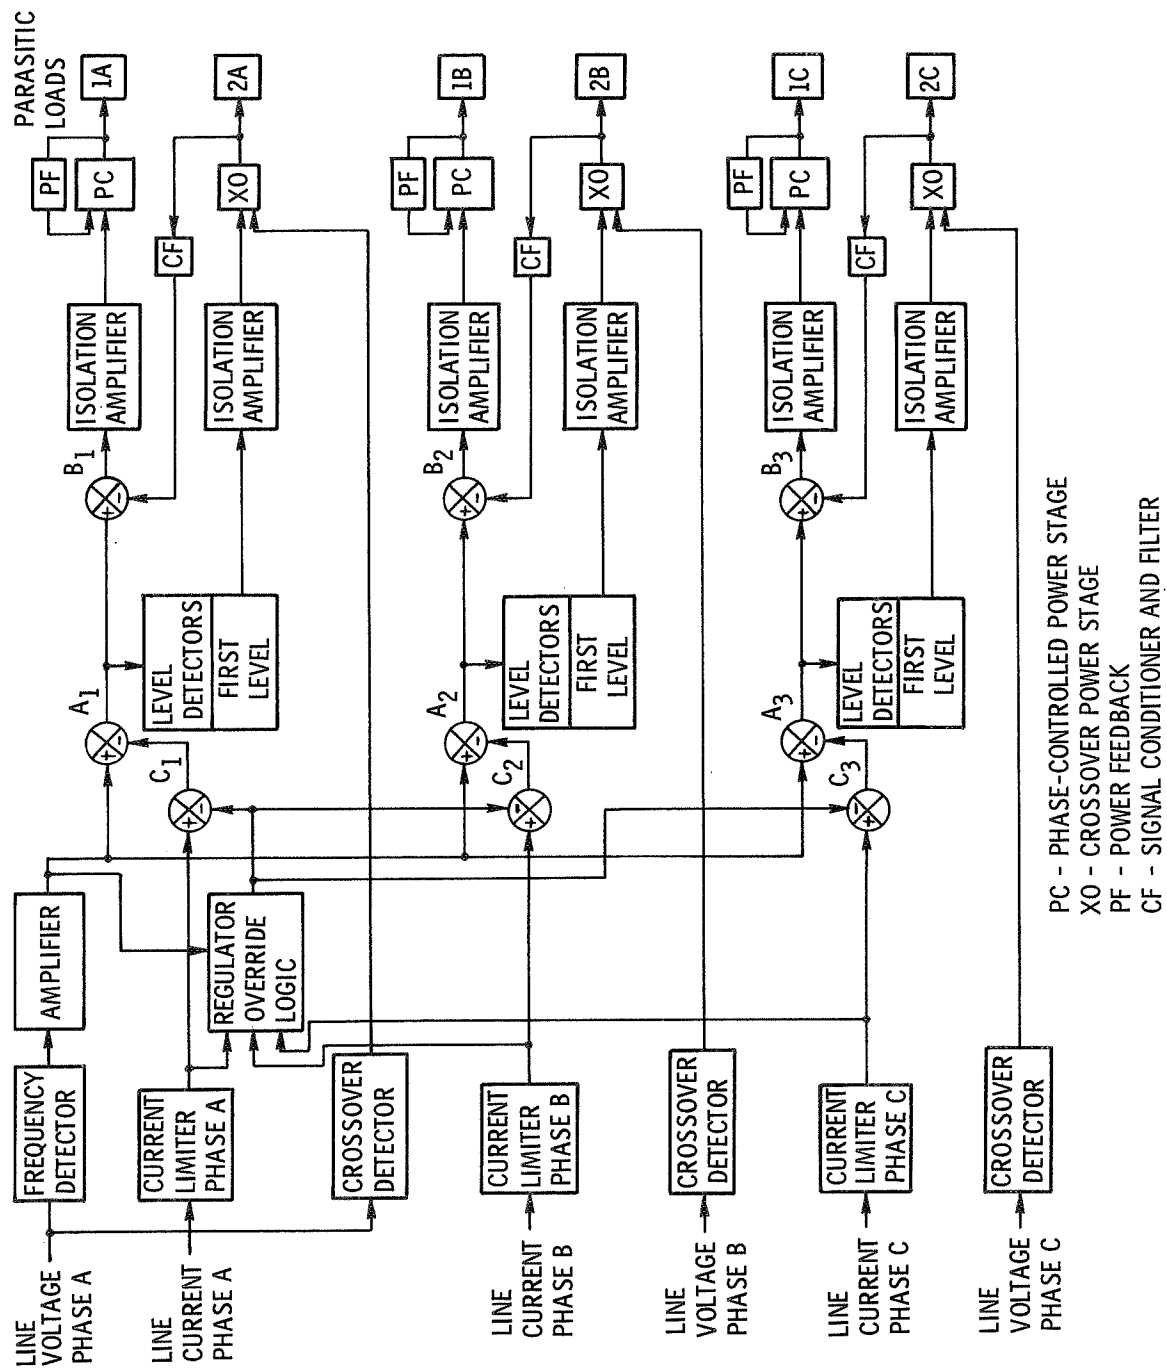 LINE
VOLTAGE
PHASE A
FREQUENCY
DETECTOR
AMPLIFIER
LINE
CURRENT
PHASE A
CURRENT
LIMITER
PHASE A
REGULATOR
OVERRIDE
LOGIC
CROSSOVER
DETECTOR
+
-
C1
+
-
A1
LEVEL
DETECTORS
FIRST
LEVEL
+
-
B1
ISOLATION
AMPLIFIER
ISOLATION
AMPLIFIER
CF
PF
PC
XO
PARASITIC
LOADS
1A
2A
LINE
CURRENT
PHASE B
CURRENT
LIMITER
PHASE B
LINE
VOLTAGE
PHASE B
CROSSOVER
DETECTOR
+
-
C2
+
-
A2
LEVEL
DETECTORS
FIRST
LEVEL
+
-
B2
ISOLATION
AMPLIFIER
ISOLATION
AMPLIFIER
CF
PF
PC
XO
1B
2B
LINE
CURRENT
PHASE C
CURRENT
LIMITER
PHASE C
LINE
VOLTAGE
PHASE C
CROSSOVER
DETECTOR
+
-
C3
+
-
A3
LEVEL
DETECTORS
FIRST
LEVEL
+
-
B3
ISOLATION
AMPLIFIER
ISOLATION
AMPLIFIER
CF
PF
PC
XO
1C
2C
PC - PHASE-CONTROLLED POWER STAGE
XO - CROSSOVER POWER STAGE
PF - POWER FEEDBACK
CF - SIGNAL CONDITIONER AND FILTER